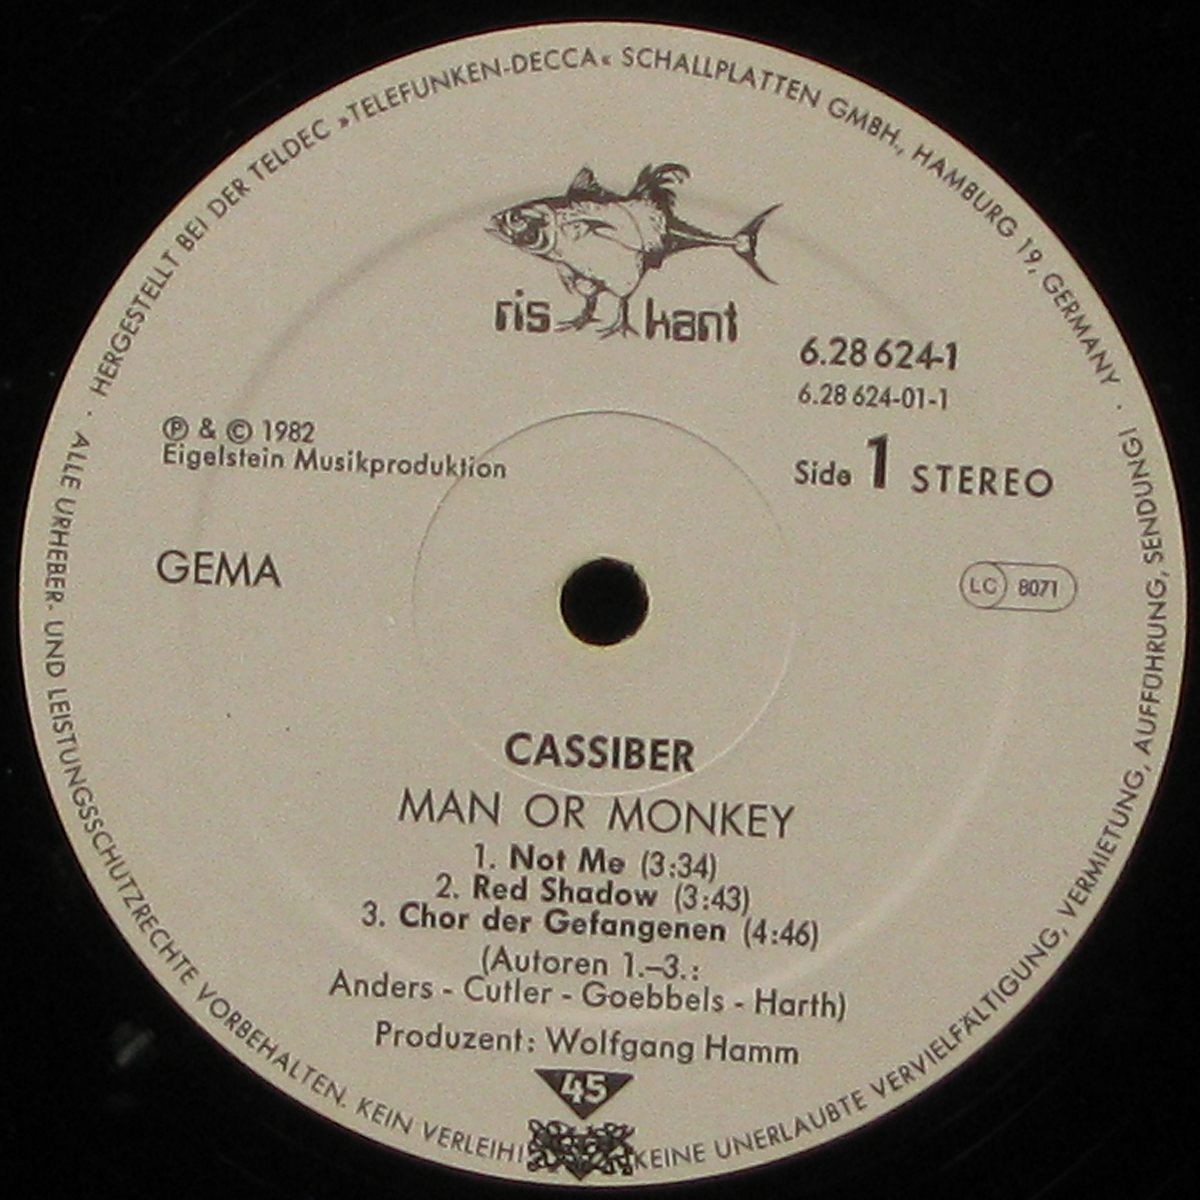 HERGESTELLT BEI DER TELDEC »TELEFUNKEN-DECCA« SCHALLPLATTEN GMBH., HAMBURG 19, GERMANY ·
ris kant
6.28 624-1
6.28 624-01-1
℗ & © 1982
Eigelstein Musikproduktion
Side 1 STEREO
GEMA
LC 8071
CASSIBER
MAN OR MONKEY
1. Not Me (3:34)
2. Red Shadow (3:43)
3. Chor der Gefangenen (4:46)
(Autoren 1.–3.:
Anders - Cutler - Goebbels - Harth)
Produzent: Wolfgang Hamm
45
· ALLE URHEBER- UND LEISTUNGSSCHUTZRECHTE VORBEHALTEN. KEIN VERLEIH! KEINE UNERLAUBTE VERVIELFÄLTIGUNG, VERMIETUNG, AUFFÜHRUNG, SENDUNG!